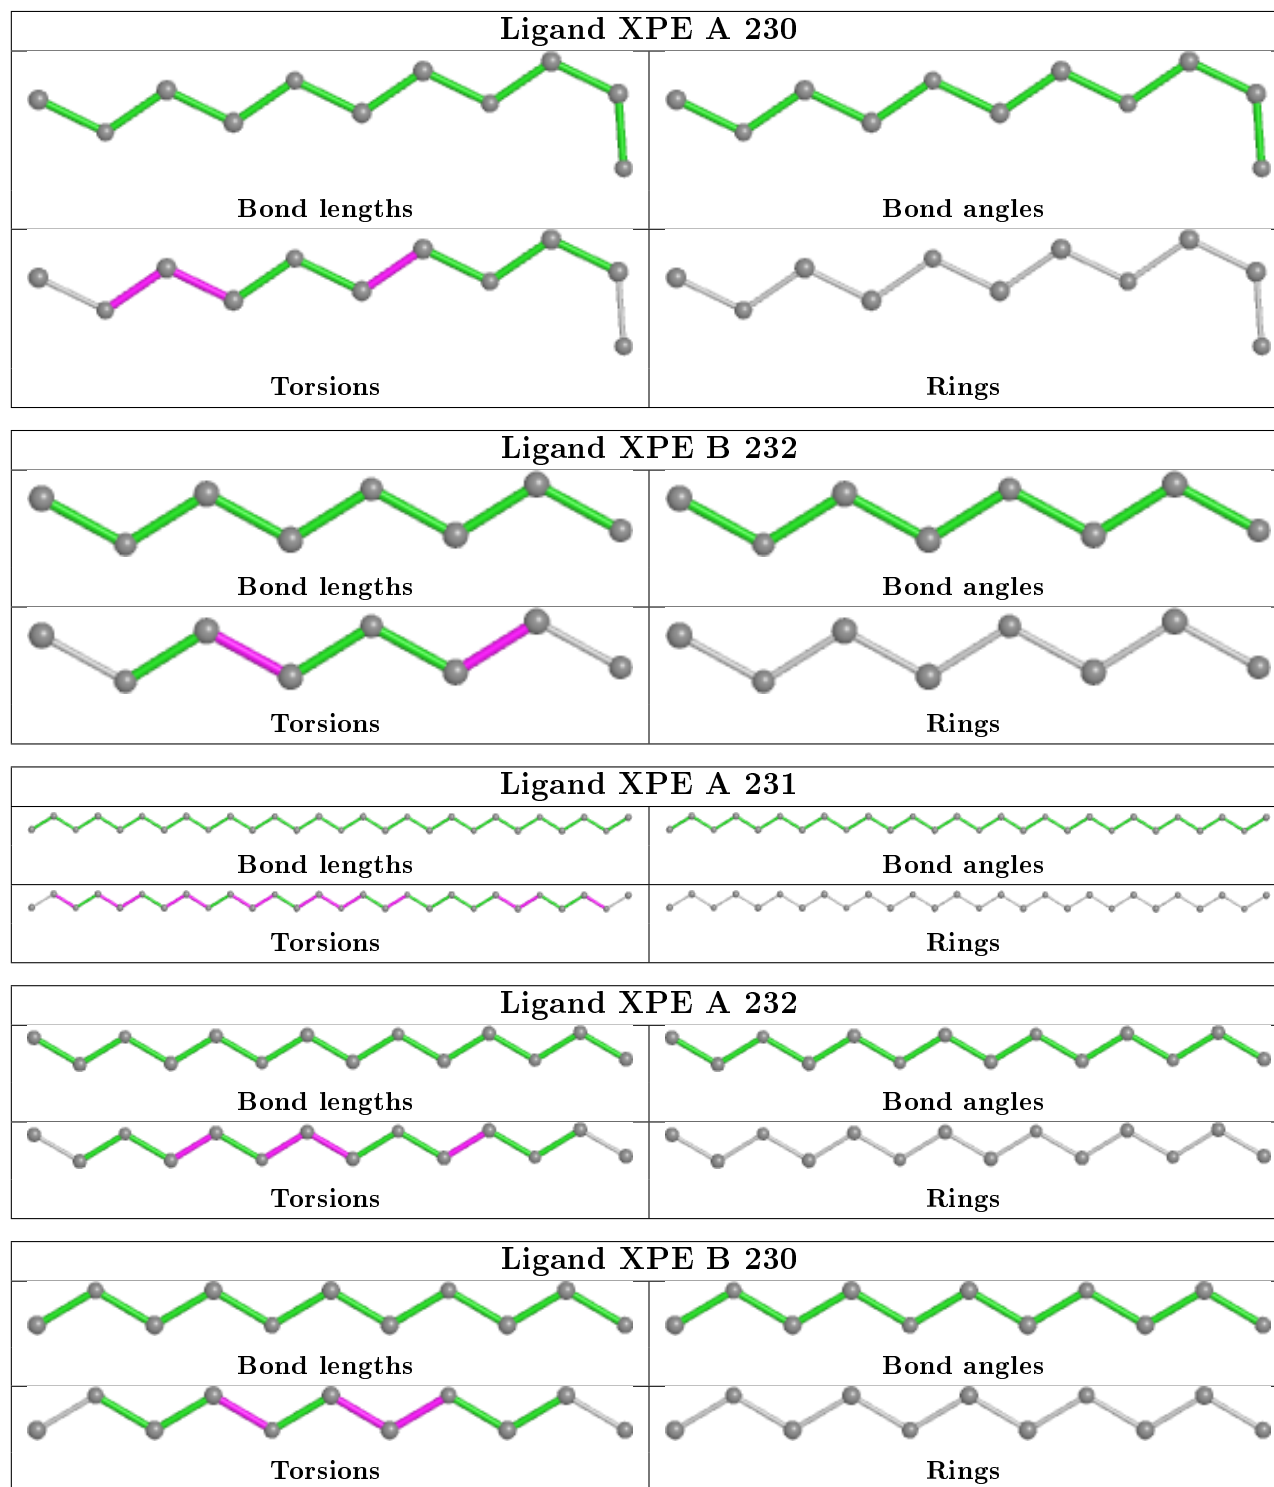 Ligand XPE A 230
Bond lengths
Bond angles
Torsions
Rings
Ligand XPE B 232
Bond lengths
Bond angles
Torsions
Rings
Ligand XPE A 231
Bond lengths
Bond angles
Torsions
Rings
Ligand XPE A 232
Bond lengths
Bond angles
Torsions
Rings
Ligand XPE B 230
Bond lengths
Bond angles
Torsions
Rings